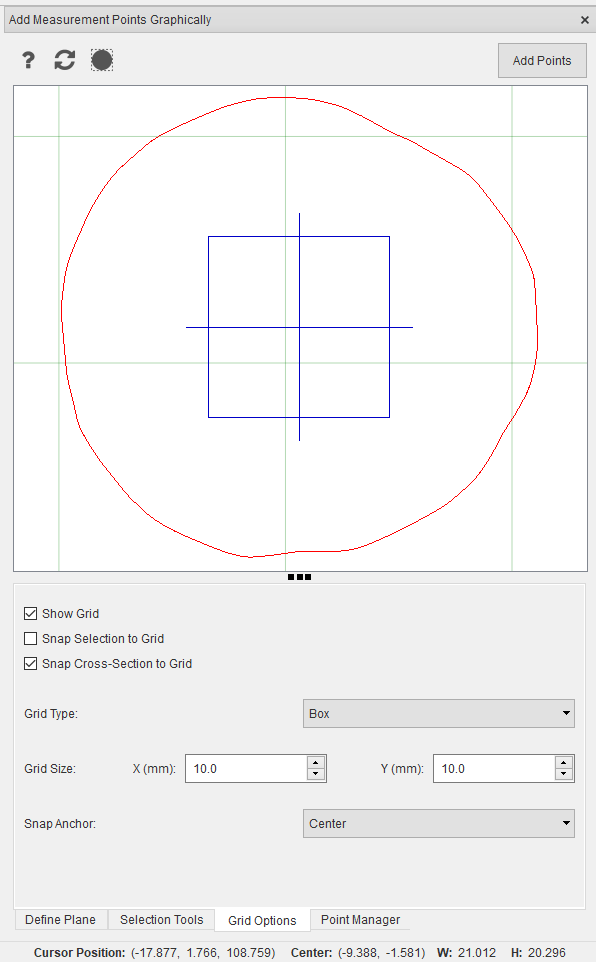 Add Measurement Points Graphically
Add Points
Show Grid
Snap Selection to Grid
Snap Cross-Section to Grid
Grid Type: Box
Grid Size: X (mm): 10.0 Y (mm): 10.0
Snap Anchor: Center
Define Plane Selection Tools Grid Options Point Manager
Cursor Position: (-17.877, 1.766, 108.759) Center: (-9.388, -1.581) W: 21.012 H: 20.296